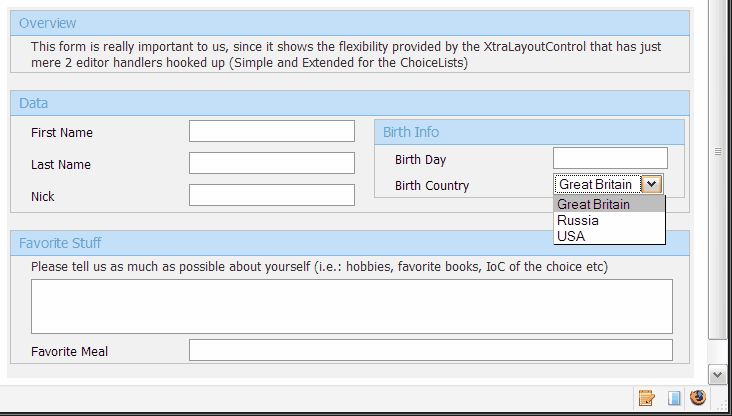 Overview
This form is really important to us, since it shows the flexibility provided by the XtraLayoutControl that has just
mere 2 editor handlers hooked up (Simple and Extended for the ChoiceLists)
Data
First Name
Last Name
Nick
Birth Info
Birth Day
Birth Country
Great Britain
Great Britain
Russia
USA
Favorite Stuff
Please tell us as much as possible about yourself (i.e.: hobbies, favorite books, IoC of the choice etc)
Favorite Meal